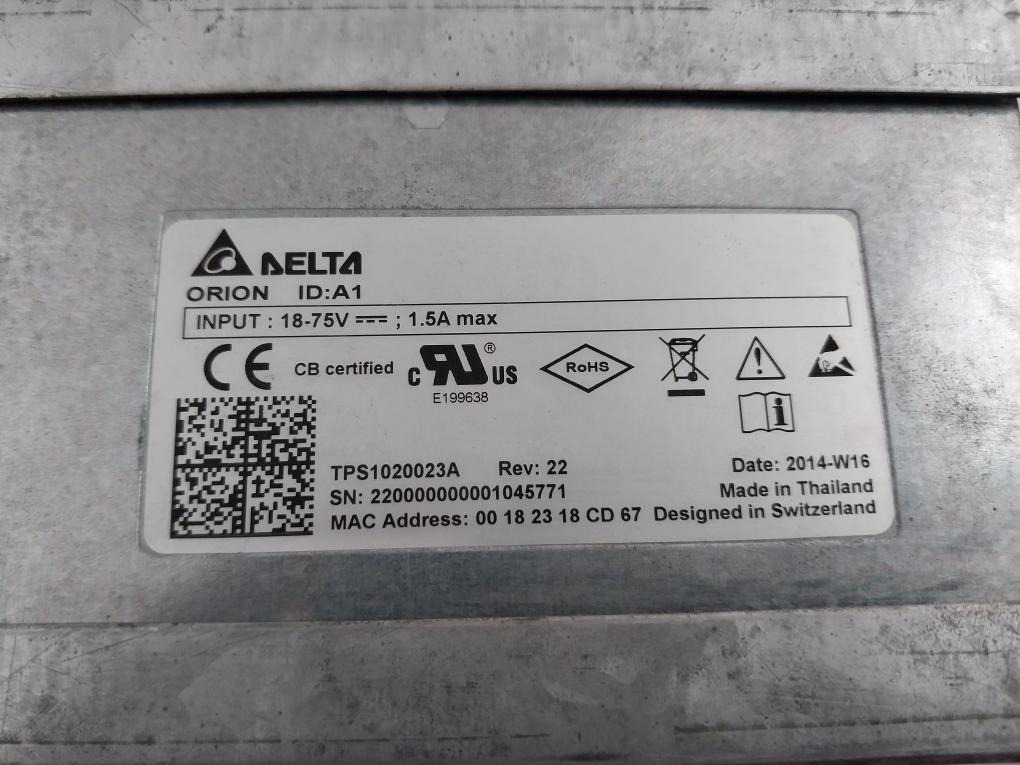 DELTA
ORION ID:A1
INPUT : 18-75V ⎓ ; 1.5A max
CE CB certified c RU ® US RoHS
E199638
TPS1020023A Rev: 22 Date: 2014-W16
SN: 220000000001045771 Made in Thailand
MAC Address: 00 18 23 18 CD 67 Designed in Switzerland